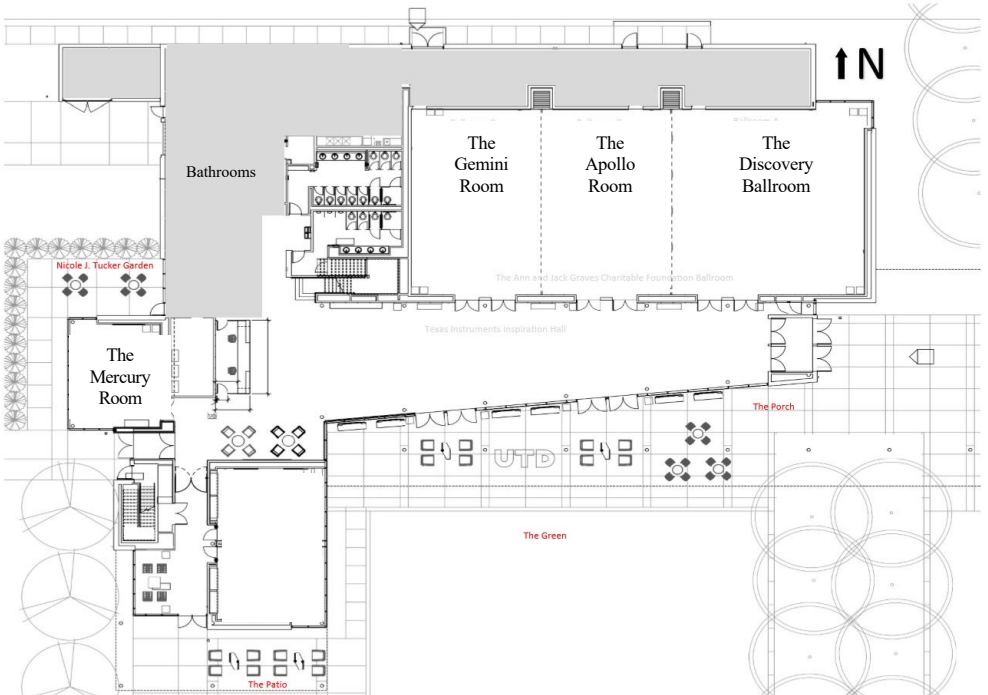 N
The
Gemini
Room
The
Apollo
Room
The
Discovery
Ballroom
Bathrooms
Nicole J. Tucker Garden
The Ann and Jack Graves Charitable Foundation Ballroom
Texas Instruments Inspiration Hall
The
Mercury
Room
The Porch
UTD
The Green
The Patio